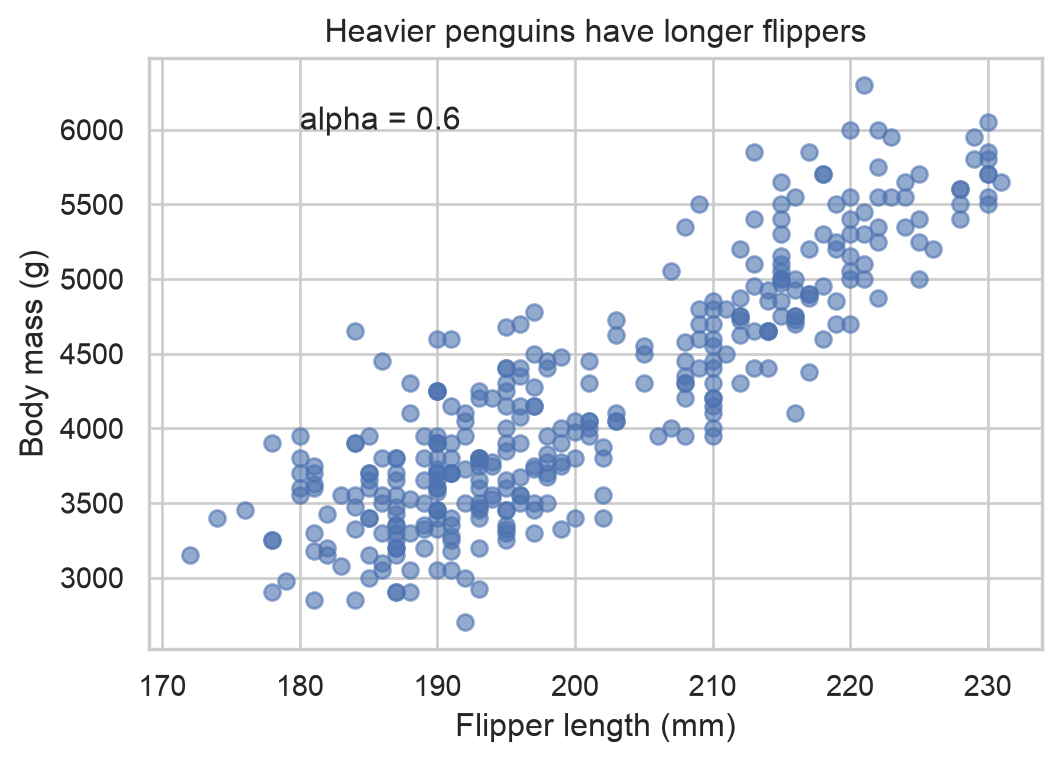 Heavier penguins have longer flippers
alpha = 0.6
6000
5500
5000
4500
4000
3500
3000
Body mass (g)
170 180 190 200 210 220 230
Flipper length (mm)